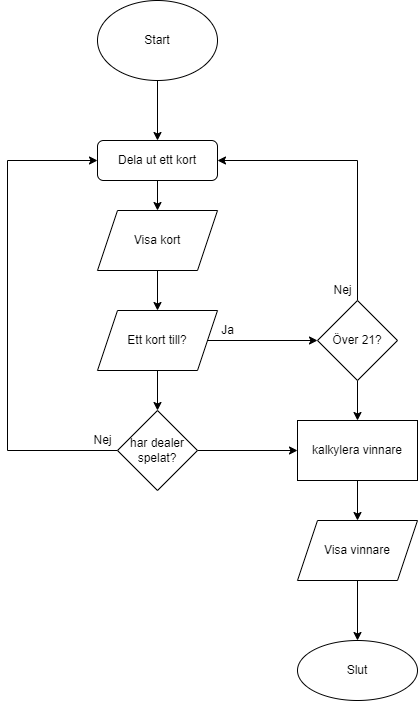 Start
Dela ut ett kort
Visa kort
Nej
Ett kort till?
Ja
Över 21?
Nej
har dealer
spelat?
kalkylera vinnare
Visa vinnare
Slut